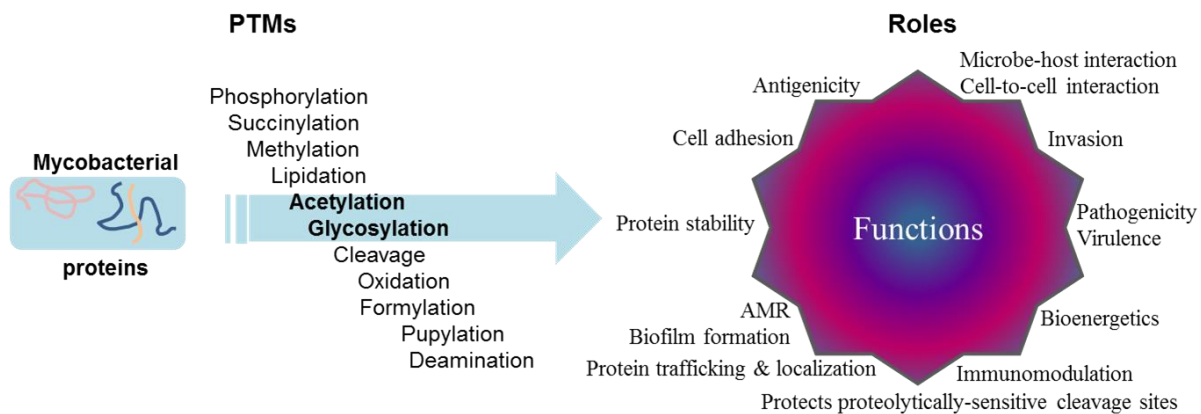 PTMs
Phosphorylation
Succinylation
Methylation
Lipidation
Acetylation
Glycosylation
Cleavage
Oxidation
Formylation
Pupylation
Deamination
Mycobacterial
proteins
Roles
Microbe-host interaction
Cell-to-cell interaction
Antigenicity
Invasion
Cell adhesion
Pathogenicity
Virulence
Protein stability
Functions
AMR
Biofilm formation
Bioenergetics
Protein trafficking & localization
Immunomodulation
Protects proteolytically-sensitive cleavage sites